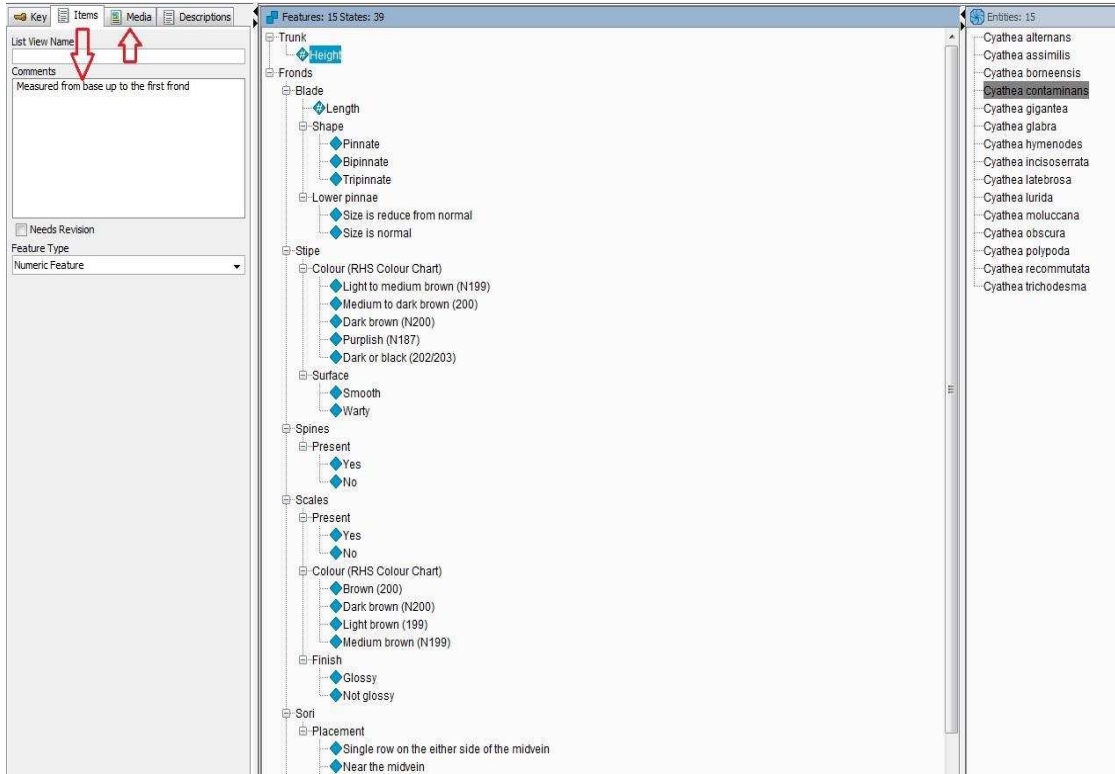 Key
Items
Media
Descriptions
List View Name
Comments
Measured from base up to the first frond
Needs Revision
Feature Type
Numeric Feature
Features: 15 States: 39
Trunk
Height
Fronds
Blade
Length
Shape
Pinnate
Bipinnate
Tripinnate
Lower pinnae
Size is reduce from normal
Size is normal
Stipe
Colour (RHS Colour Chart)
Light to medium brown (N199)
Medium to dark brown (200)
Dark brown (N200)
Purplish (N187)
Dark or black (202/203)
Surface
Smooth
Warty
Spines
Present
Yes
No
Scales
Present
Yes
No
Colour (RHS Colour Chart)
Brown (200)
Dark brown (N200)
Light brown (199)
Medium brown (N199)
Finish
Glossy
Not glossy
Sori
Placement
Single row on the either side of the midvein
Near the midvein
Entities: 15
Cyathea alternans
Cyathea assimilis
Cyathea borneensis
Cyathea contaminans
Cyathea gigantea
Cyathea glabra
Cyathea hymenodes
Cyathea incisoserrata
Cyathea latebrosa
Cyathea lurida
Cyathea moluccana
Cyathea obscura
Cyathea polypoda
Cyathea recommutata
Cyathea trichodesma